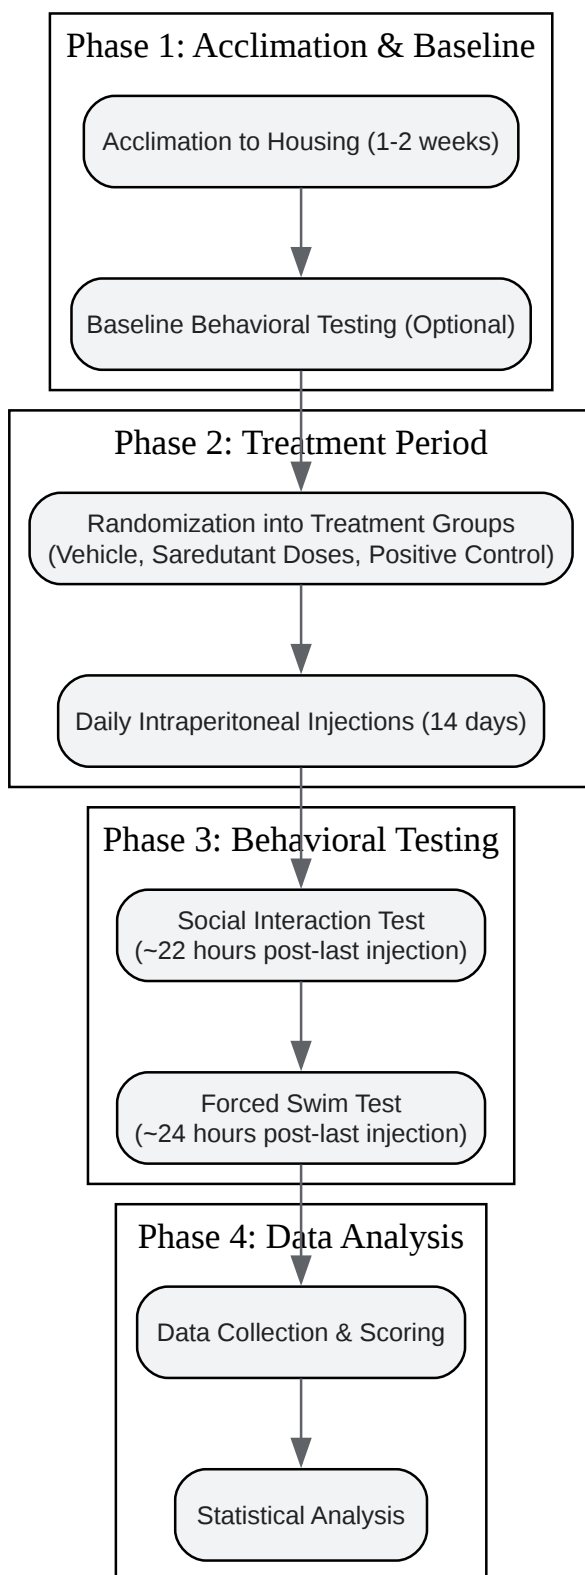 Phase 1: Acclimation & Baseline
Acclimation to Housing (1-2 weeks)
Baseline Behavioral Testing (Optional)
Phase 2: Treatment Period
Randomization into Treatment Groups
(Vehicle, Saredutant Doses, Positive Control)
Daily Intraperitoneal Injections (14 days)
Phase 3: Behavioral Testing
Social Interaction Test
(~22 hours post-last injection)
Forced Swim Test
(~24 hours post-last injection)
Phase 4: Data Analysis
Data Collection & Scoring
Statistical Analysis